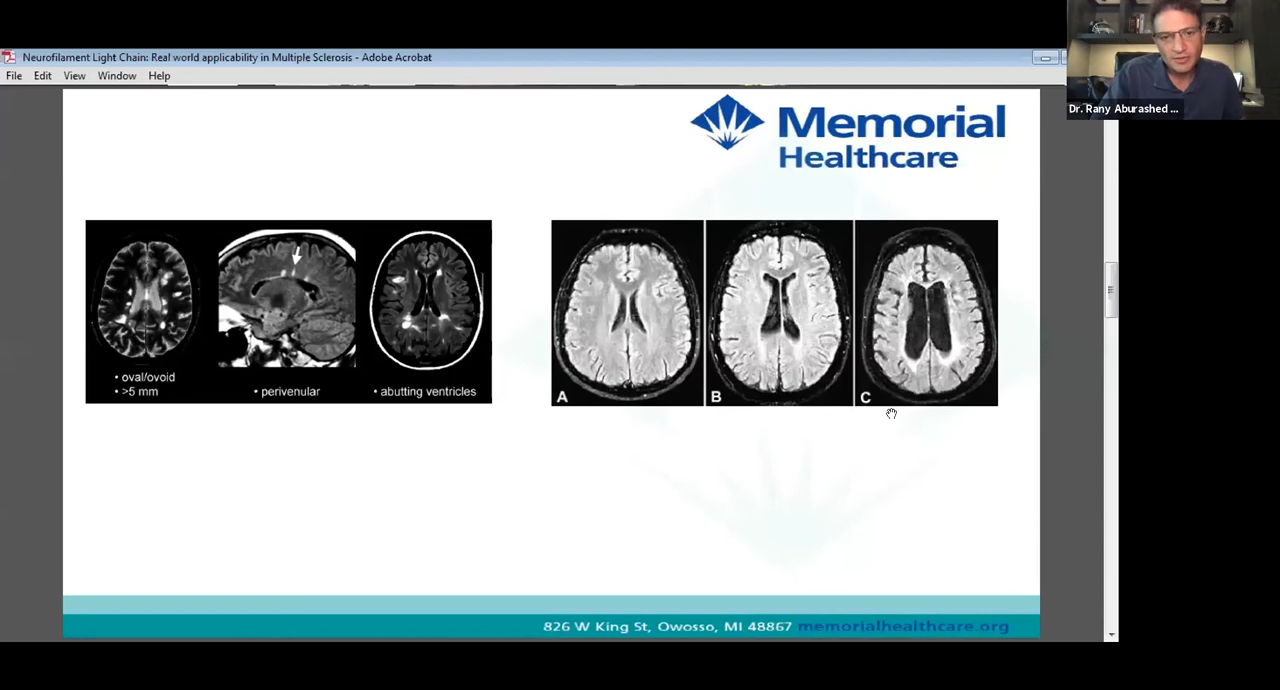 Neurofilament Light Chain: Real world applicability in Multiple Sclerosis - Adobe Acrobat
File Edit View Window Help
Dr. Rany Aburashed ...
Memorial
Healthcare
• oval/ovoid
• >5 mm
• perivenular
• abutting ventricles
A
B
C
826 W King St, Owosso, MI 48867 memorialhealthcare.org